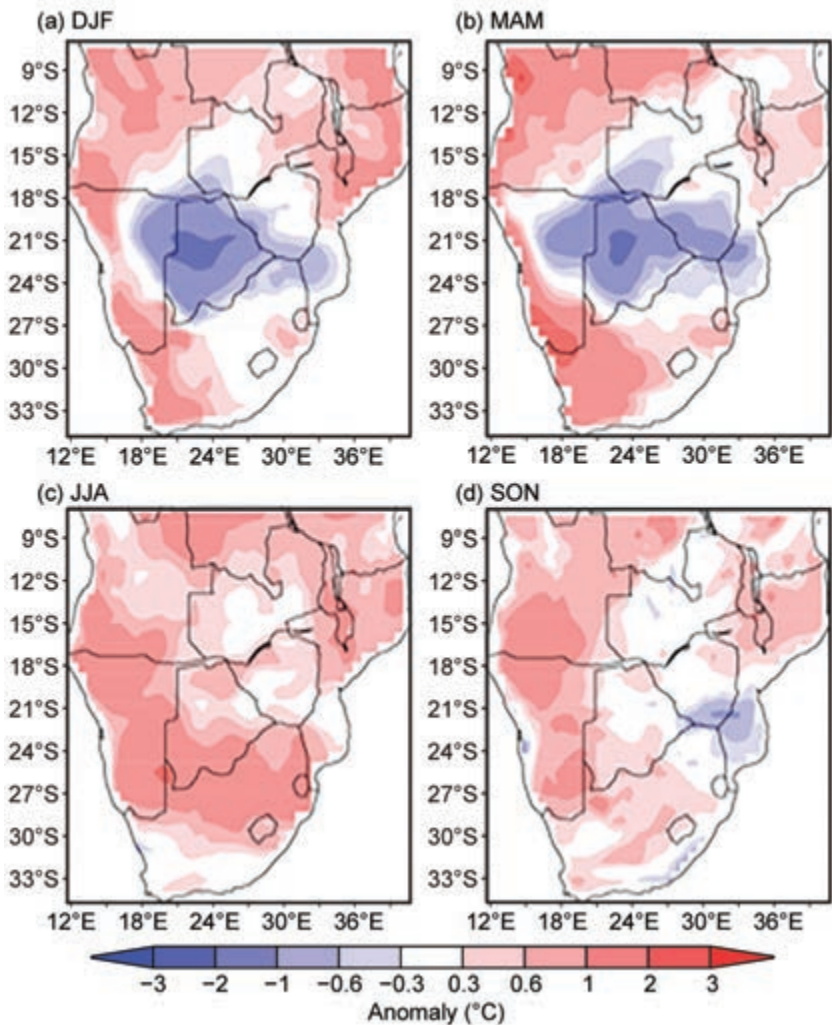 (a) DJF
(b) MAM
9°S
12°S
15°S
18°S
21°S
24°S
27°S
30°S
33°S
9°S
12°S
15°S
18°S
21°S
24°S
27°S
30°S
33°S
12°E 18°E 24°E 30°E 36°E
12°E 18°E 24°E 30°E 36°E
(c) JJA
(d) SON
9°S
12°S
15°S
18°S
21°S
24°S
27°S
30°S
33°S
9°S
12°S
15°S
18°S
21°S
24°S
27°S
30°S
33°S
12°E 18°E 24°E 30°E 36°E
12°E 18°E 24°E 30°E 36°E
−3 −2 −1 −0.6 −0.3 0.3 0.6 1 2 3
Anomaly (°C)